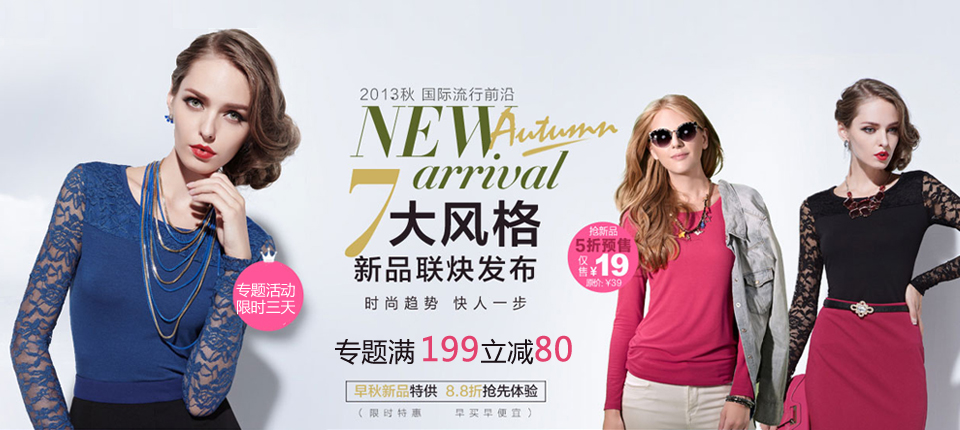 2013秋 国际流行前沿
NEW Autumn
arrival
7大风格
新品联炔发布
时尚趋势 快人一步
专题满199立减80
早秋新品特供 8.8折抢先体验
(限时特惠 早买早便宜)
专题活动
限时三天
抢新品
5折预售
仅售¥19
原价:¥39